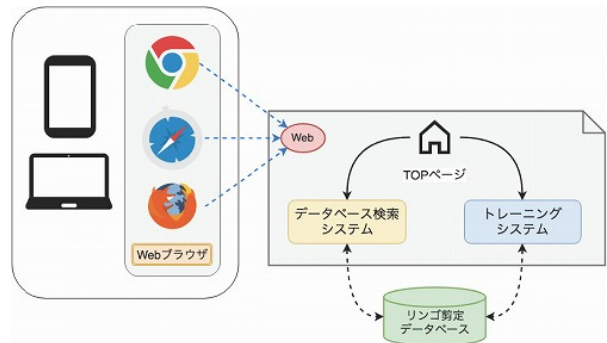 Web
TOPページ
データベース検索
システム
トレーニング
システム
Webブラウザ
リンゴ剪定
データベース